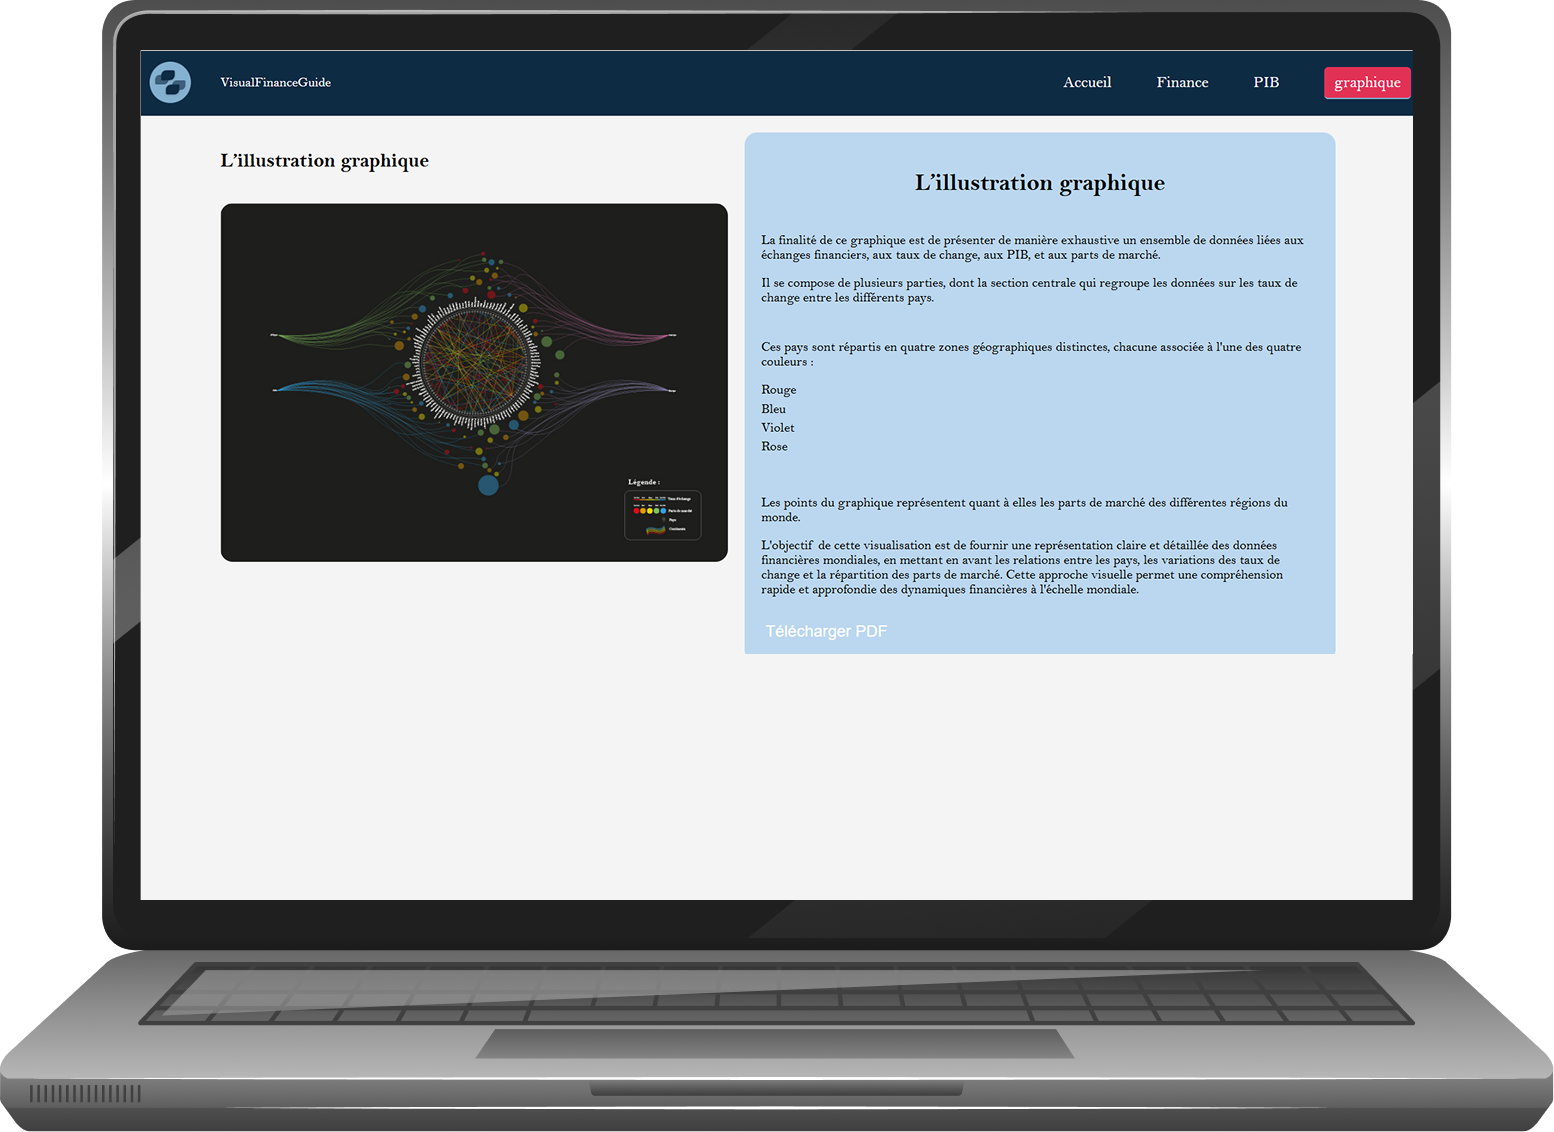 VisualFinanceGuide
Accueil
Finance
PIB
graphique
L'illustration graphique
Légende :
Taux d'échange
Parts de marché
Pays
Continents
L'illustration graphique
La finalité de ce graphique est de présenter de manière exhaustive un ensemble de données liées aux
échanges financiers, aux taux de change, aux PIB, et aux parts de marché.
Il se compose de plusieurs parties, dont la section centrale qui regroupe les données sur les taux de
change entre les différents pays.
Ces pays sont répartis en quatre zones géographiques distinctes, chacune associée à l'une des quatre
couleurs :
Rouge
Bleu
Violet
Rose
Les points du graphique représentent quant à elles les parts de marché des différentes régions du
monde.
L'objectif de cette visualisation est de fournir une représentation claire et détaillée des données
financières mondiales, en mettant en avant les relations entre les pays, les variations des taux de
change et la répartition des parts de marché. Cette approche visuelle permet une compréhension
rapide et approfondie des dynamiques financières à l'échelle mondiale.
Télécharger PDF